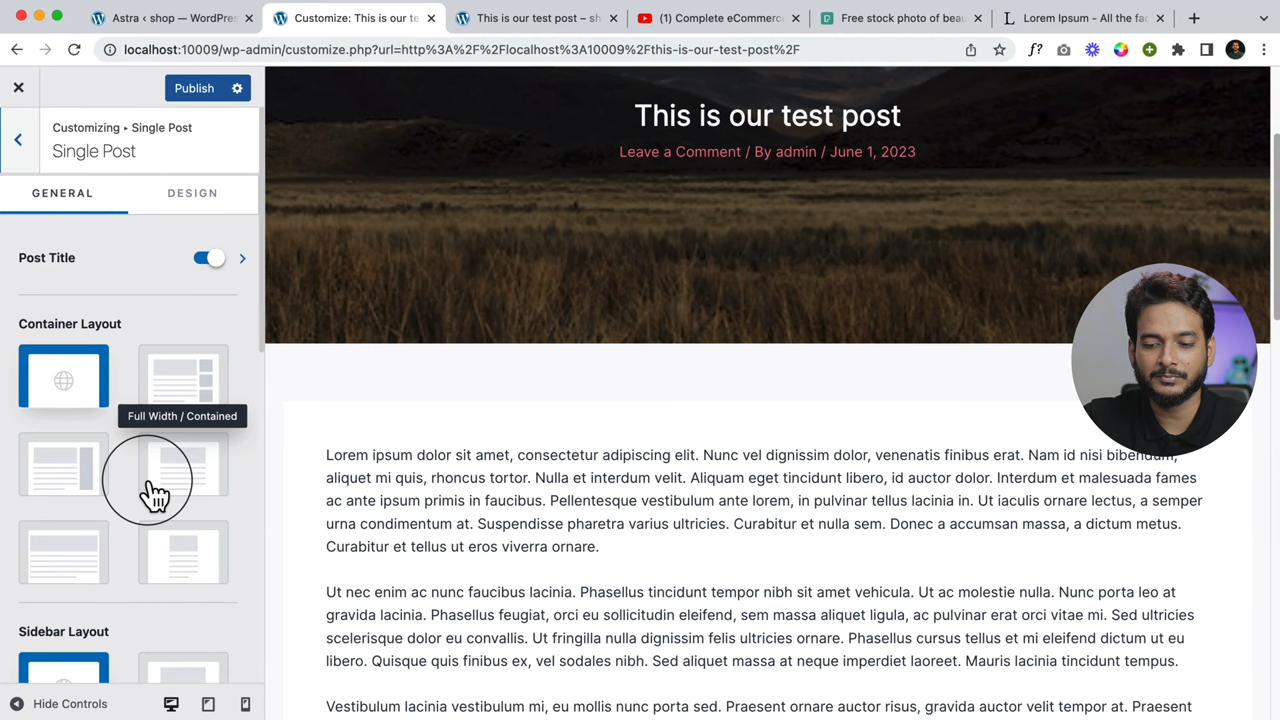 Astra ‹ shop — WordPres
Customize: This is our te
This is our test post – sh
(1) Complete eCommerc
Free stock photo of beau
Lorem Ipsum - All the fac
localhost:10009/wp-admin/customize.php?url=http%3A%2F%2Flocalhost%3A10009%2Fthis-is-our-test-post%2F
f?
Publish
Customizing ▸ Single Post
Single Post
GENERAL
DESIGN
Post Title
Container Layout
Full Width / Contained
Sidebar Layout
Hide Controls
This is our test post
Leave a Comment / By admin / June 1, 2023
Lorem ipsum dolor sit amet, consectetur adipiscing elit. Nunc vel dignissim dolor, venenatis finibus erat. Nam id nisi bibendum,
aliquet mi quis, rhoncus tortor. Nulla et interdum velit. Aliquam eget tincidunt libero, id auctor dolor. Interdum et malesuada fames
ac ante ipsum primis in faucibus. Pellentesque vestibulum ante lorem, in pulvinar tellus lacinia in. Ut iaculis ornare lectus, a semper
urna condimentum at. Suspendisse pharetra varius ultricies. Curabitur et nulla sem. Donec a accumsan massa, a dictum metus.
Curabitur et tellus ut eros viverra ornare.
Ut nec enim ac nunc faucibus lacinia. Phasellus tincidunt tempor nibh sit amet vehicula. Ut ac molestie nulla. Nunc porta leo at
gravida lacinia. Phasellus feugiat, orci eu sollicitudin eleifend, sem massa aliquet ligula, ac pulvinar erat orci vitae mi. Sed ultricies
scelerisque dolor eu convallis. Ut fringilla nulla dignissim felis ultricies ornare. Phasellus cursus tellus et mi eleifend dictum ut eu
libero. Quisque quis finibus ex, vel sodales nibh. Sed aliquet massa at neque imperdiet laoreet. Mauris lacinia tincidunt tempus.
Vestibulum lacinia vestibulum mi, eu mollis nunc porta sed. Praesent ornare auctor risus, gravida auctor velit tempor at. Praesent